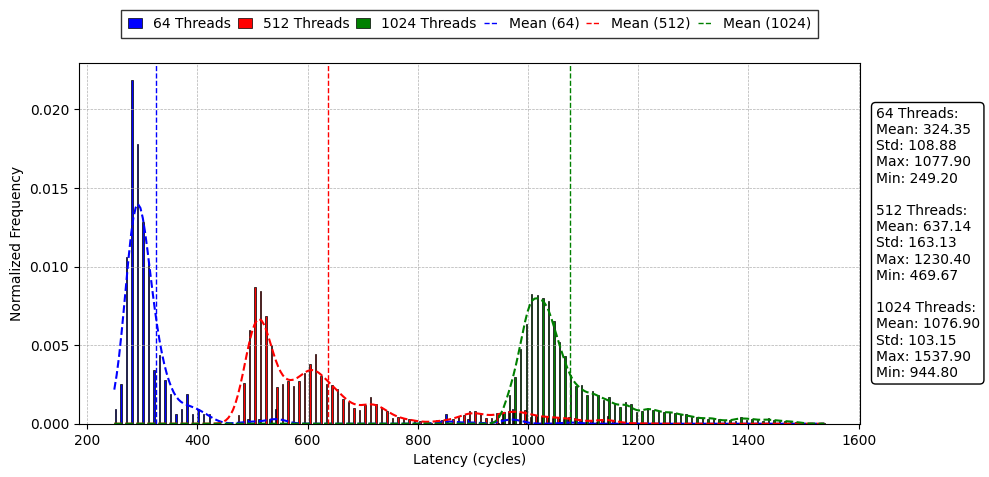 64 Threads 512 Threads 1024 Threads Mean (64) Mean (512) Mean (1024)
0.020
0.015
0.010
0.005
0.000
Normalized Frequency
200 400 600 800 1000 1200 1400 1600
Latency (cycles)
64 Threads:
Mean: 324.35
Std: 108.88
Max: 1077.90
Min: 249.20
512 Threads:
Mean: 637.14
Std: 163.13
Max: 1230.40
Min: 469.67
1024 Threads:
Mean: 1076.90
Std: 103.15
Max: 1537.90
Min: 944.80